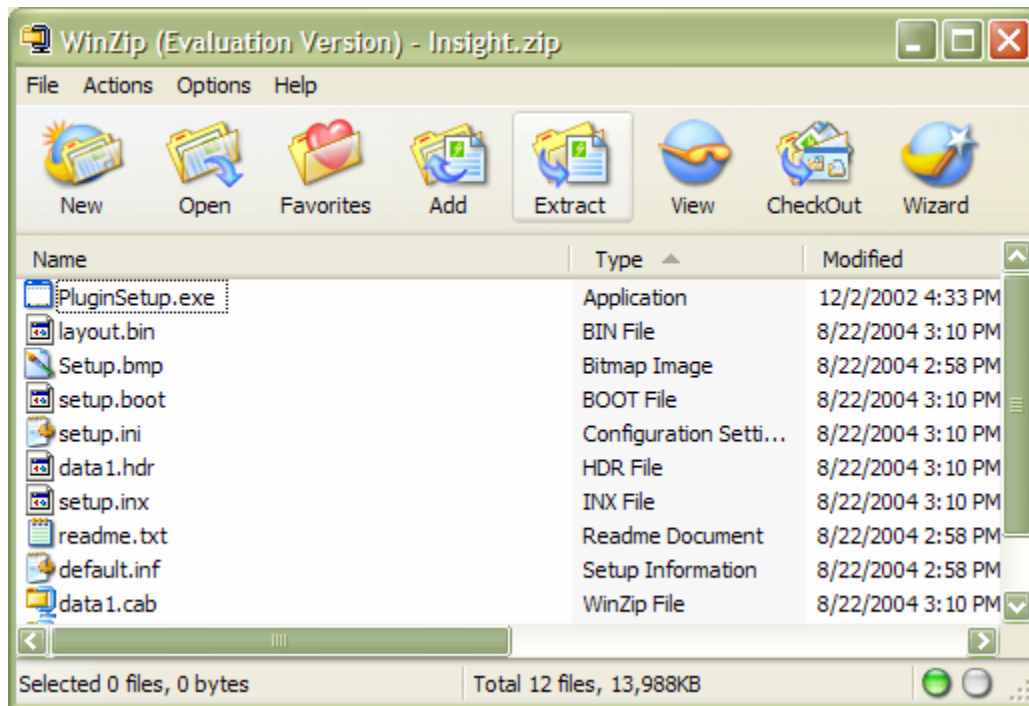 WinZip (Evaluation Version) - Insight.zip
File Actions Options Help
New Open Favorites Add Extract View CheckOut Wizard
Name Type Modified
PluginSetup.exe Application 12/2/2002 4:33 PM
layout.bin BIN File 8/22/2004 3:10 PM
Setup.bmp Bitmap Image 8/22/2004 2:58 PM
setup.boot BOOT File 8/22/2004 3:10 PM
setup.ini Configuration Setti... 8/22/2004 3:10 PM
data1.hdr HDR File 8/22/2004 3:10 PM
setup.inx INX File 8/22/2004 3:10 PM
readme.txt Readme Document 8/22/2004 2:58 PM
default.inf Setup Information 8/22/2004 2:58 PM
data1.cab WinZip File 8/22/2004 3:10 PM
Selected 0 files, 0 bytes Total 12 files, 13,988KB